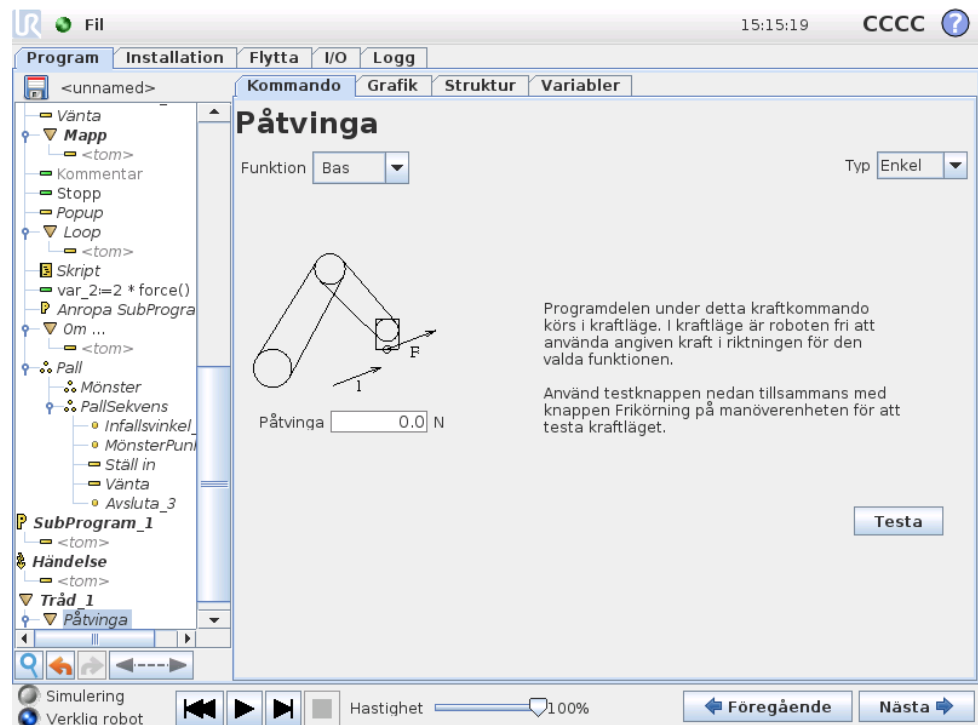 UR Fil 15:15:19 CCCC ?
Program Installation Flytta I/O Logg
<unnamed>
Kommando Grafik Struktur Variabler
Vänta
Mapp
<tom>
Kommentar
Stopp
Popup
Loop
<tom>
Skript
var_2:=2 * force()
Anropa SubProgra
Om ...
<tom>
Pall
Mönster
PallSekvens
Infallsvinkel_
MönsterPunk
Ställ in
Vänta
Avsluta_3
P SubProgram_1
<tom>
Händelse
<tom>
Tråd_1
Påtvinga
Påtvinga
Funktion Bas
Typ Enkel
F
1
Påtvinga 0.0 N
Programdelen under detta kraftkommando
körs i kraftläge. I kraftläge är roboten fri att
använda angiven kraft i riktningen för den
valda funktionen.
Använd testknappen nedan tillsammans med
knappen Frikörning på manöverenheten för att
testa kraftläget.
Testa
Simulering
Verklig robot
Hastighet 100%
Föregående Nästa